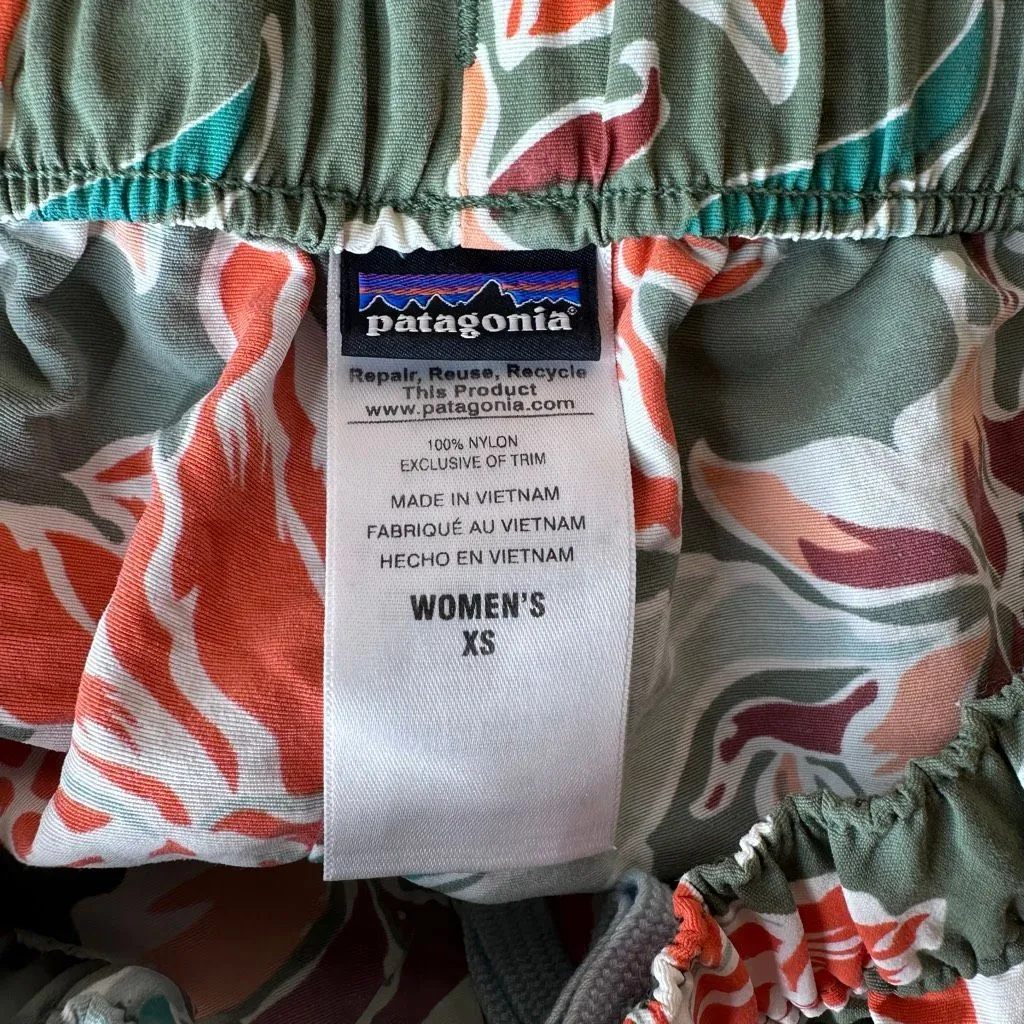 patagonia®
Repair, Reuse, Recycle
This Product
www.patagonia.com
100% NYLON
EXCLUSIVE OF TRIM
MADE IN VIETNAM
FABRIQUÉ AU VIETNAM
HECHO EN VIETNAM
WOMEN'S
XS